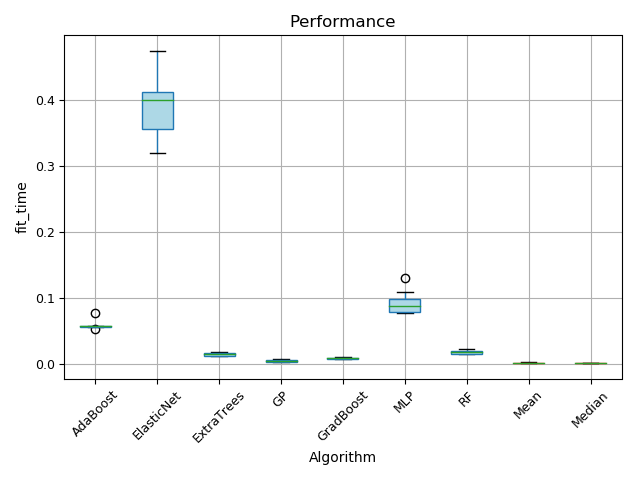 Performance
fit_time
0.4
0.3
0.2
0.1
0.0
AdaBoost
ElasticNet
ExtraTrees
GP
GradBoost
MLP
RF
Mean
Median
Algorithm